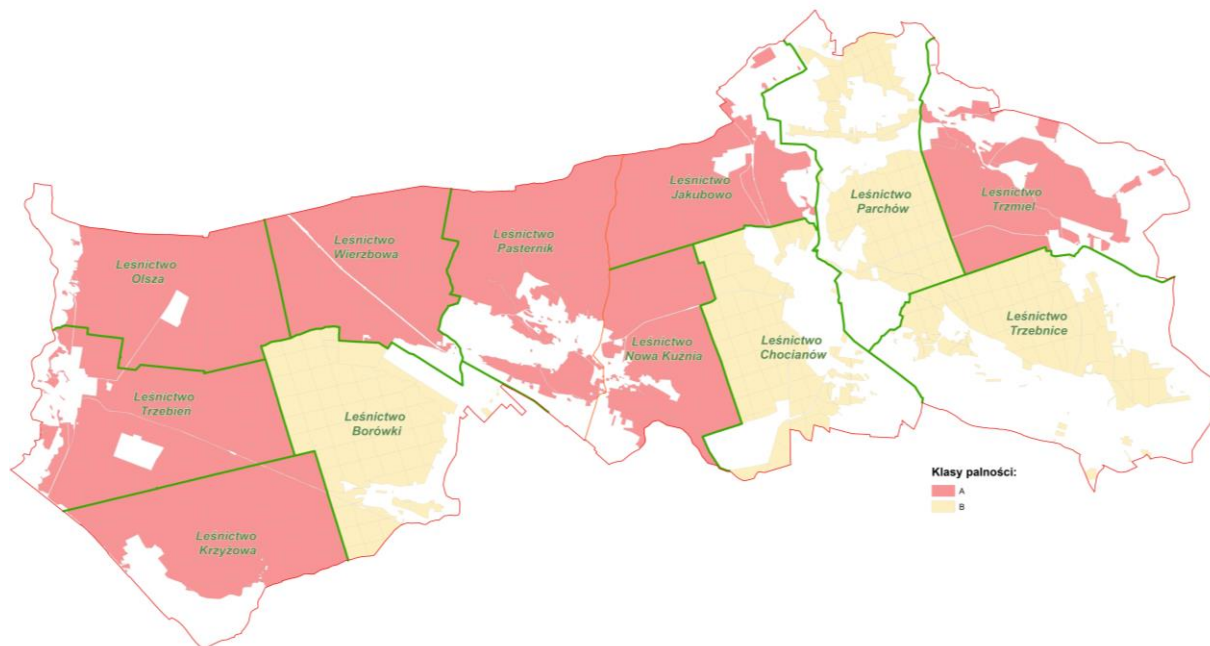 Leśnictwo
Jakubowo
Leśnictwo
Parchów
Leśnictwo
Trzmiel
Leśnictwo
Pasternik
Leśnictwo
Wierzbowa
Leśnictwo
Olsza
Leśnictwo
Trzebnice
Leśnictwo
Nowa Kuźnia
Leśnictwo
Chocianów
Leśnictwo
Trzebień
Leśnictwo
Borówki
Leśnictwo
Krzyżowa
Klasy palności:
A
B